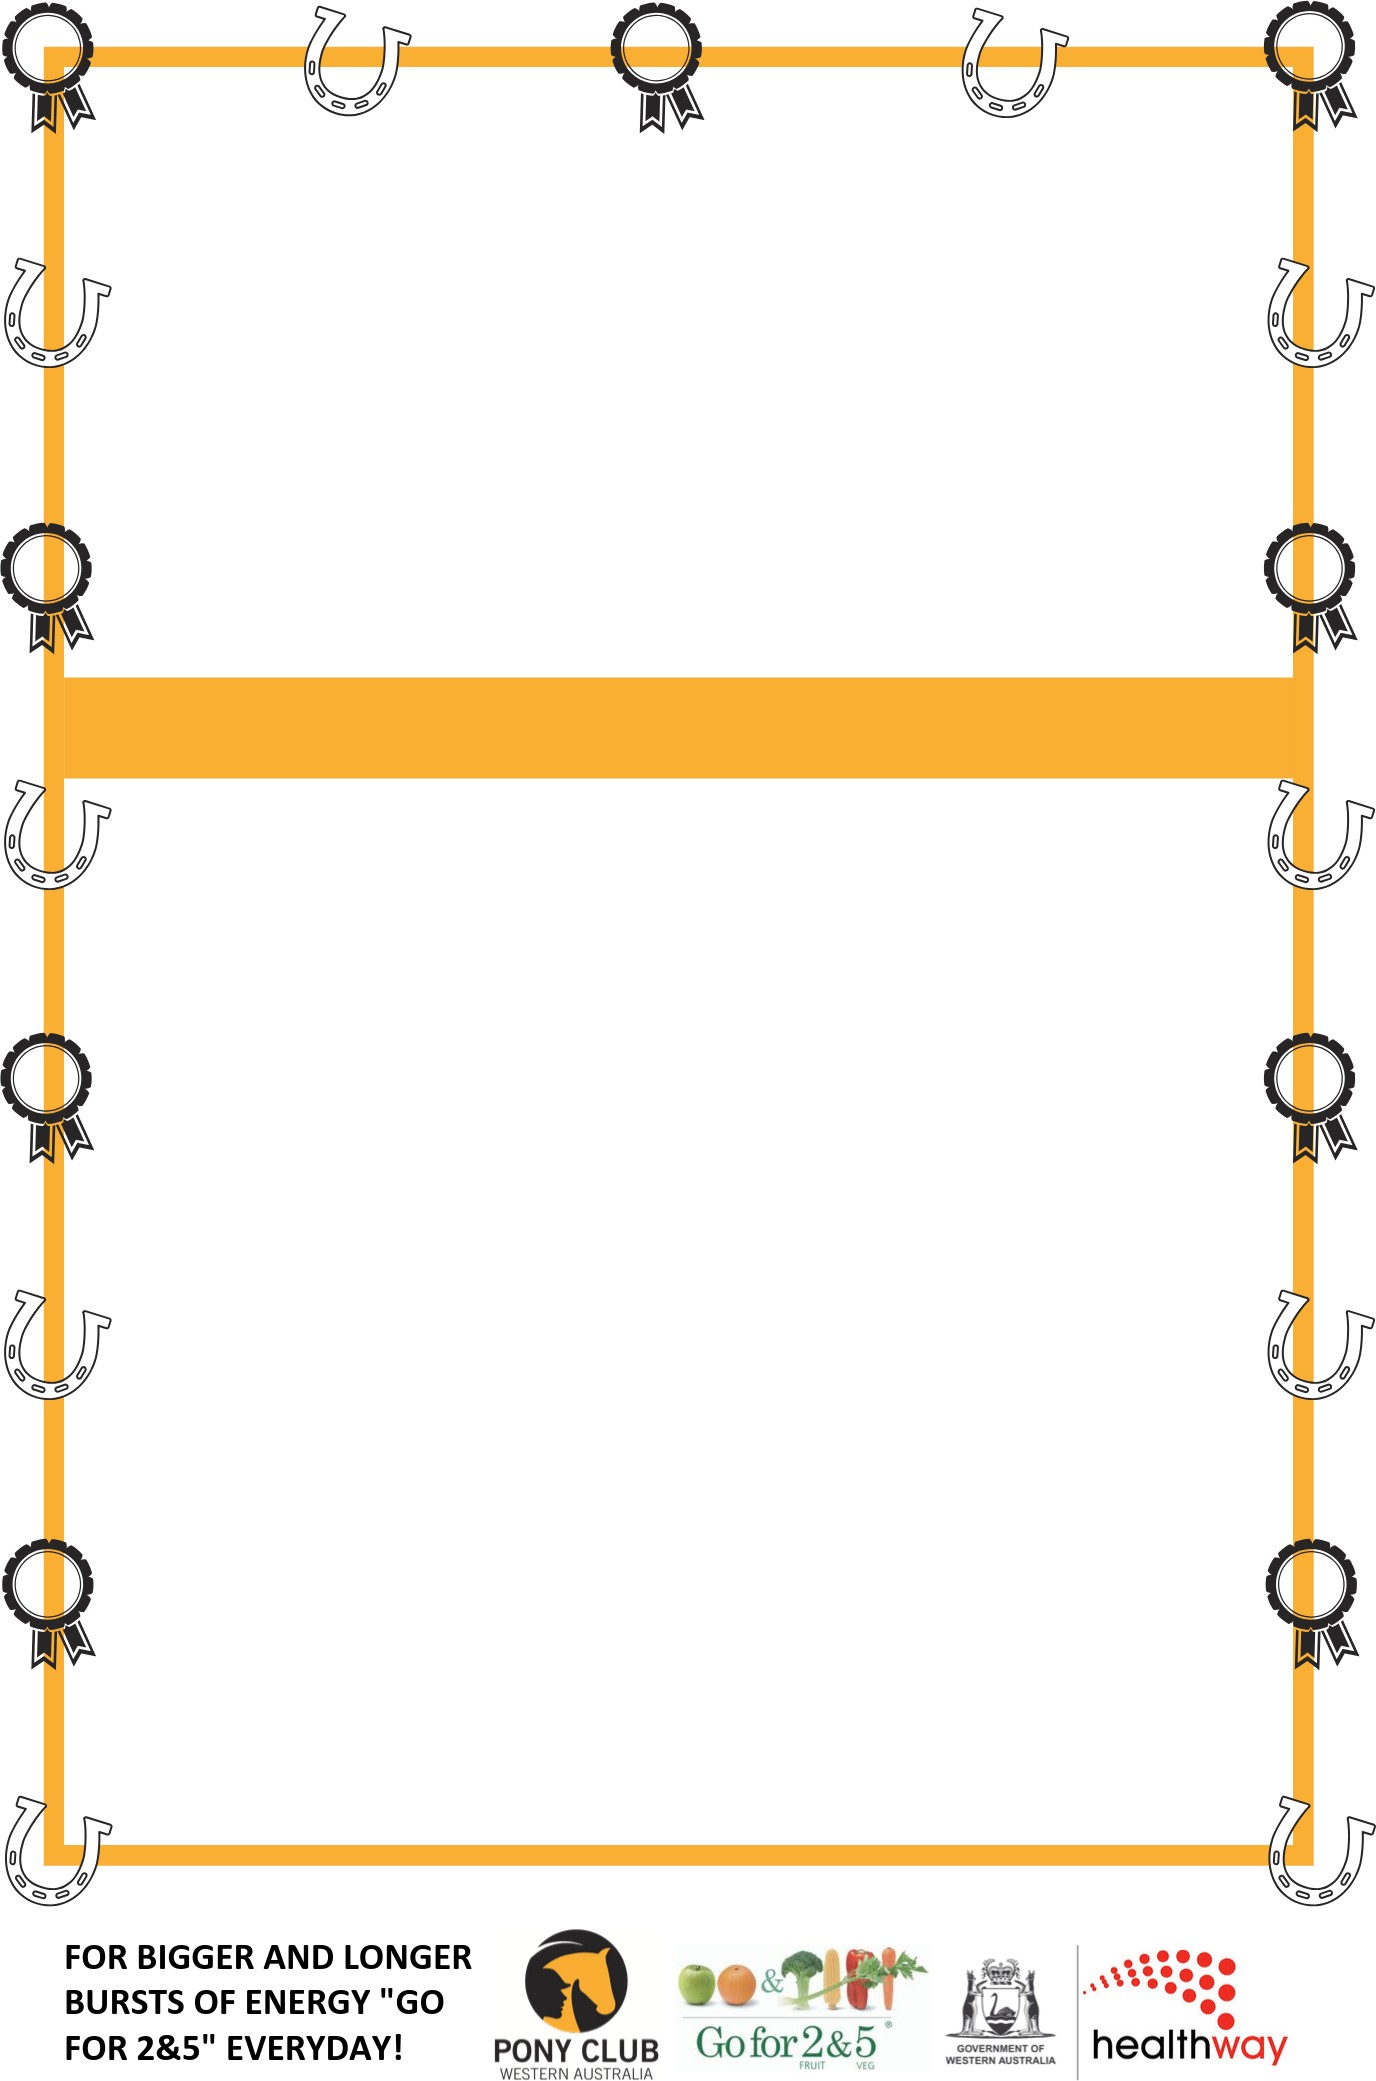 FOR BIGGER AND LONGER
BURSTS OF ENERGY "GO
FOR 2&5" EVERYDAY!
PONY CLUB
WESTERN AUSTRALIA
&
Go for 2&5®
FRUIT VEG
GOVERNMENT OF
WESTERN AUSTRALIA
healthway